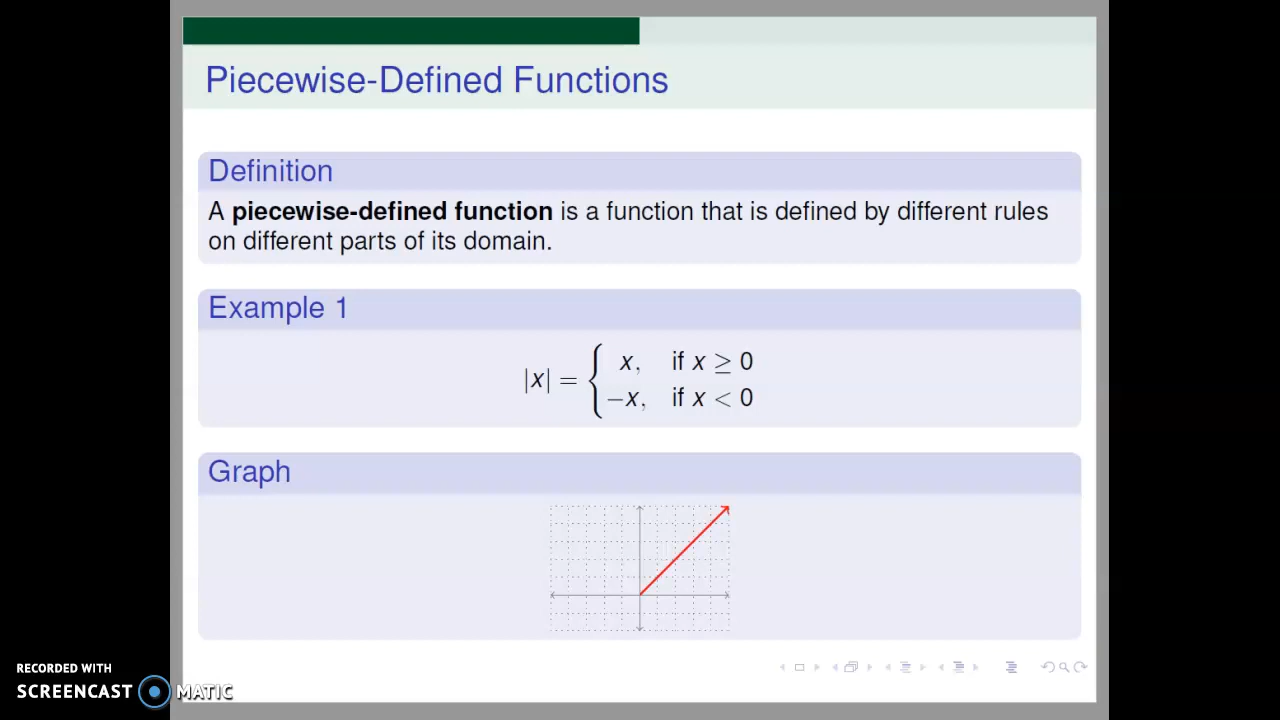 Piecewise-Defined Functions
Definition
A piecewise-defined function is a function that is defined by different rules
on different parts of its domain.
Example 1
|x| = { x, if x ≥ 0
−x, if x < 0
Graph
RECORDED WITH
SCREENCAST MATIC